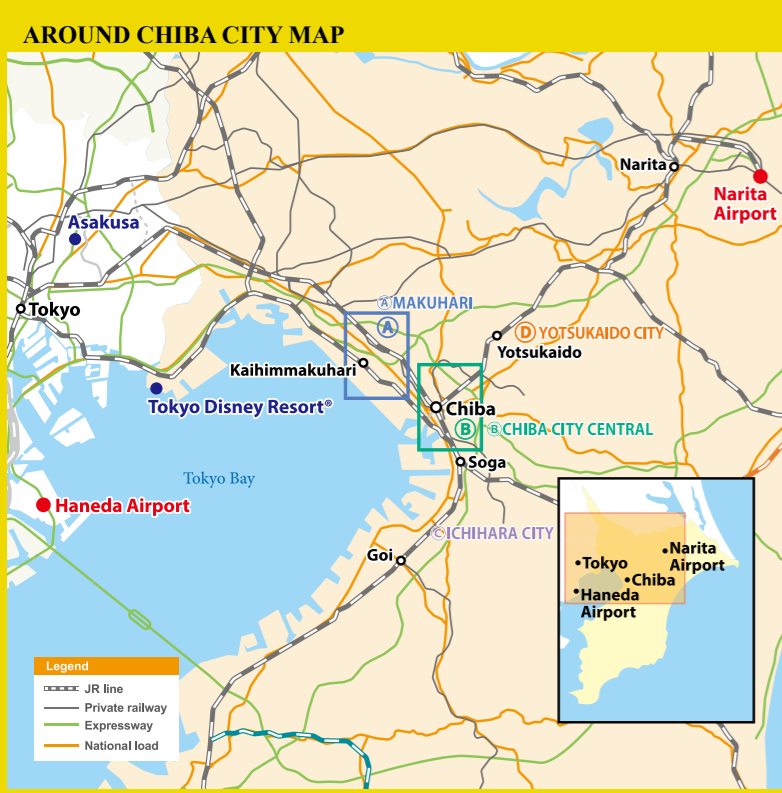 AROUND CHIBA CITY MAP
Narita
Narita
Airport
Asakusa
Tokyo
Ⓐ MAKUHARI
Ⓐ
Ⓓ YOTSUKAIDO CITY
Yotsukaido
Kaihimmakuhari
Tokyo Disney Resort®
Chiba
Ⓑ
Ⓑ CHIBA CITY CENTRAL
Soga
Tokyo Bay
Haneda Airport
Ⓒ ICHIHARA CITY
Goi
Narita
Airport
Tokyo
Chiba
Haneda
Airport
Legend
JR line
Private railway
Expressway
National load